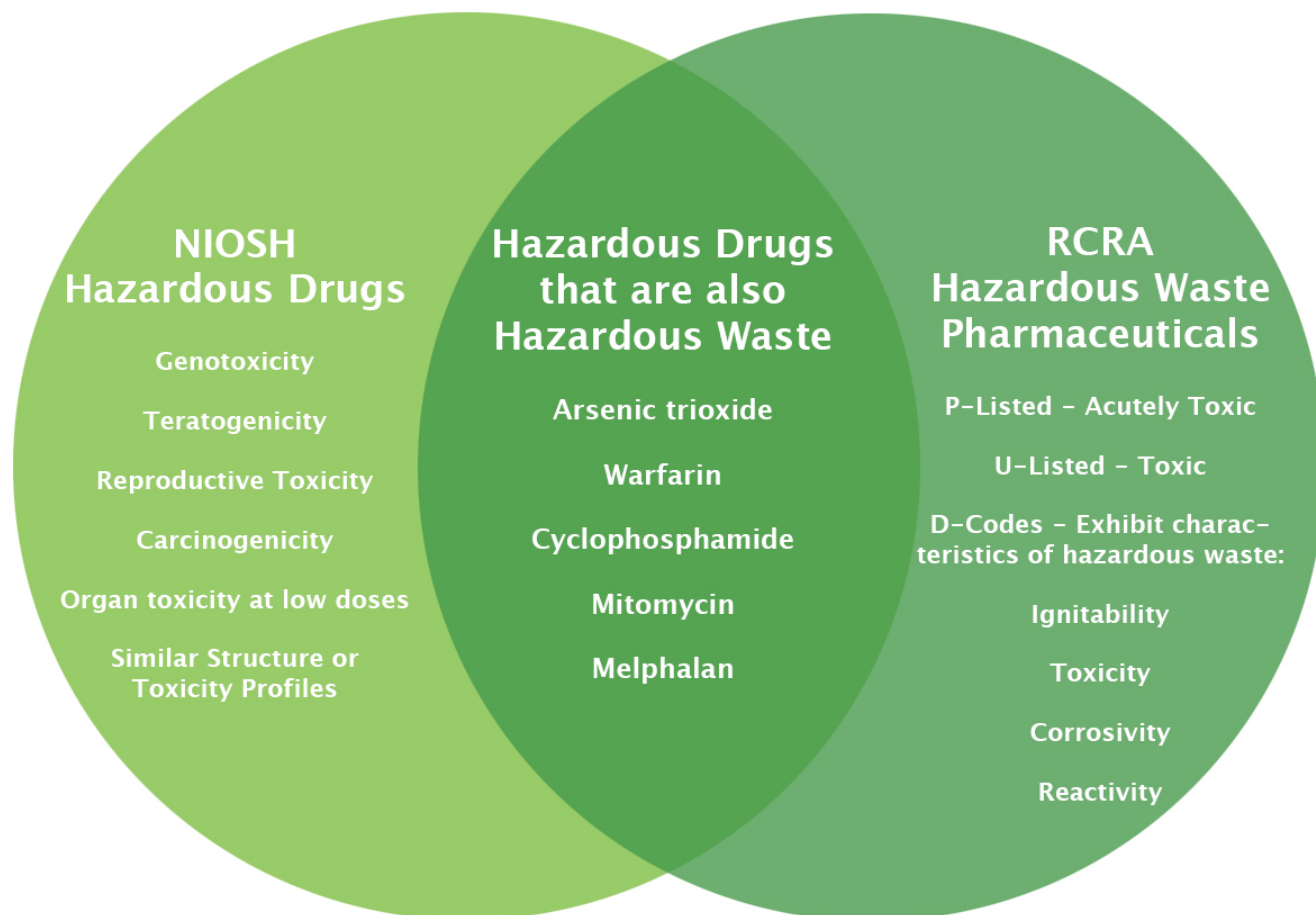 NIOSH
Hazardous Drugs
Genotoxicity
Teratogenicity
Reproductive Toxicity
Carcinogenicity
Organ toxicity at low doses
Similar Structure or
Toxicity Profiles
Hazardous Drugs
that are also
Hazardous Waste
Arsenic trioxide
Warfarin
Cyclophosphamide
Mitomycin
Melphalan
RCRA
Hazardous Waste
Pharmaceuticals
P-Listed – Acutely Toxic
U-Listed – Toxic
D-Codes – Exhibit charac-
teristics of hazardous waste:
Ignitability
Toxicity
Corrosivity
Reactivity